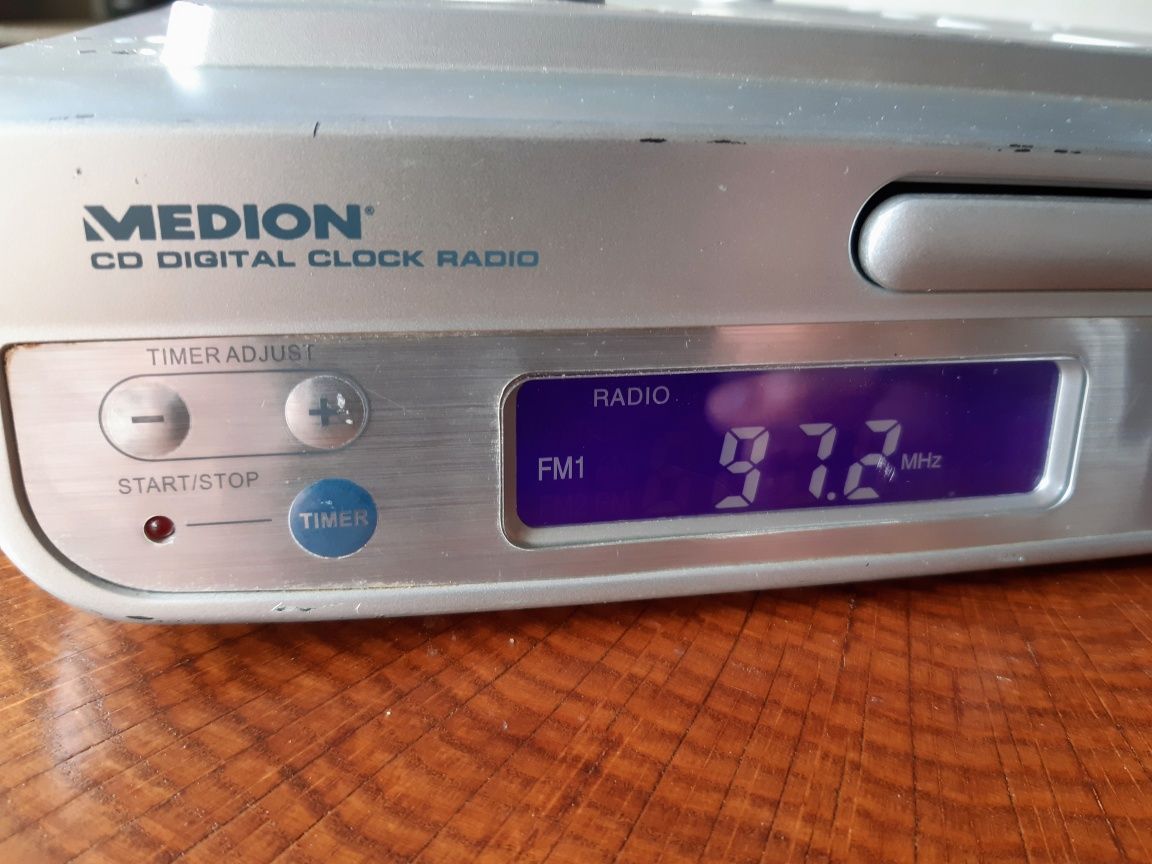 MEDION®
CD DIGITAL CLOCK RADIO
TIMER ADJUST
- +
START/STOP
TIMER
RADIO
FM1 97.2 MHz